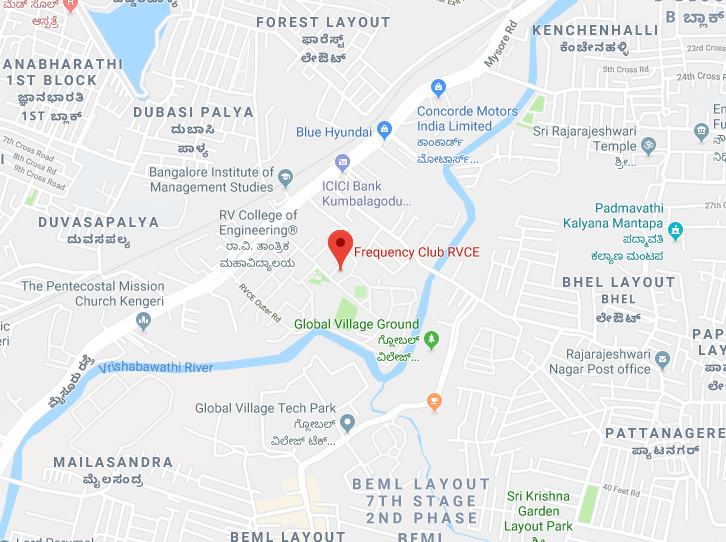 FOREST LAYOUT
ಫಾರೆಸ್ಟ್
ಲೇಔಟ್
Mysore Rd
KENCHENHALLI
ಕೆಂಚೇನಹಳ್ಳಿ
B ಬ್ಲಾಕ್
5th Cross Rd
24th Cross
23rd Cross
ಮೆಡ್ ಸೋಲ್
ಆಸ್ಪತ್ರೆ
ANABHARATHI
1ST BLOCK
ಜ್ಞಾನಭಾರತಿ
1ST ಬ್ಲಾಕ್
DUBASI PALYA
ದುಬಾಸಿ
ಪಾಳ್ಯ
7th Cross Road
8th Cross Road
9th Cross Road
Blue Hyundai
Concorde Motors
India Limited
ಕಾಂಕಾರ್ಡ್
ಮೋಟಾರ್ಸ್...
Sri Rajarajeshwari
Temple
ಶ್ರೀ...
Bangalore Institute of
Management Studies
ICICI Bank
Kumbalagodu...
27th
DUVASAPALYA
ದುವಸಪಲ್ಯ
RV College of
Engineering®
ರಾ.ವಿ. ತಾಂತ್ರಿಕ
ಮಹಾವಿದ್ಯಾಲಯ
Frequency Club RVCE
Padmavathi
Kalyana Mantapa
ಪದ್ಮಾವತಿ
ಕಲ್ಯಾಣ ಮಂಟಪ
The Pentecostal Mission
Church Kengeri
RVCE Outer Rd
BHEL LAYOUT
BHEL
ಲೇಔಟ್
Global Village Ground
ಗ್ಲೋಬಲ್
ವಿಲೇಜ್...
Rajarajeshwari
Nagar Post office
Vrishabawathi River
ಮೈಸೂರು ರಸ್ತೆ
Global Village Tech Park
ಗ್ಲೋಬಲ್
ವಿಲೇಜ್ ಟೆಕ್...
PATTANAGERE
ಪ್ಯಾಟನಗರ್
MAILASANDRA
ಮೈಲಸಂದ್ರ
BEML LAYOUT
7TH STAGE
2ND PHASE
BEML
Sri Krishna
Garden
Layout Park
40 Feet Rd
BEML LAYOUT